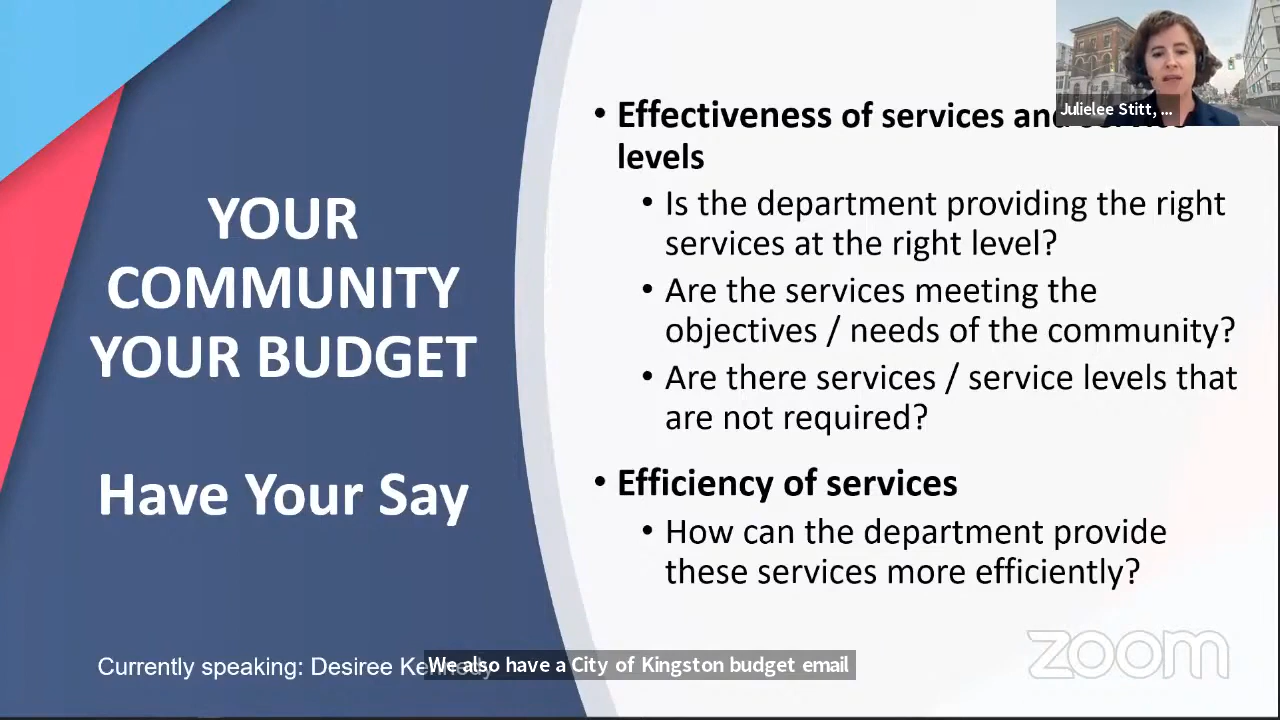 YOUR
COMMUNITY
YOUR BUDGET
Have Your Say
• Effectiveness of services and service
levels
• Is the department providing the right
services at the right level?
• Are the services meeting the
objectives / needs of the community?
• Are there services / service levels that
are not required?
• Efficiency of services
• How can the department provide
these services more efficiently?
Julielee Stitt, ...
Currently speaking: Desiree Kennedy
We also have a City of Kingston budget email
zoom